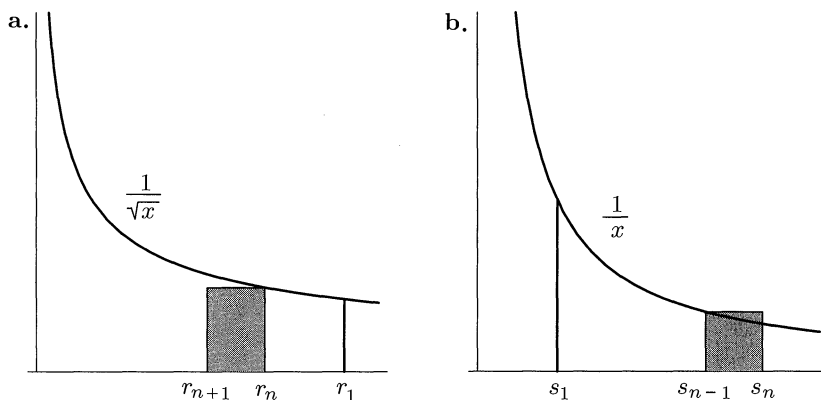 a.
1
√x
r_{n+1} r_n r_1
b.
1
x
s_1 s_{n-1} s_n